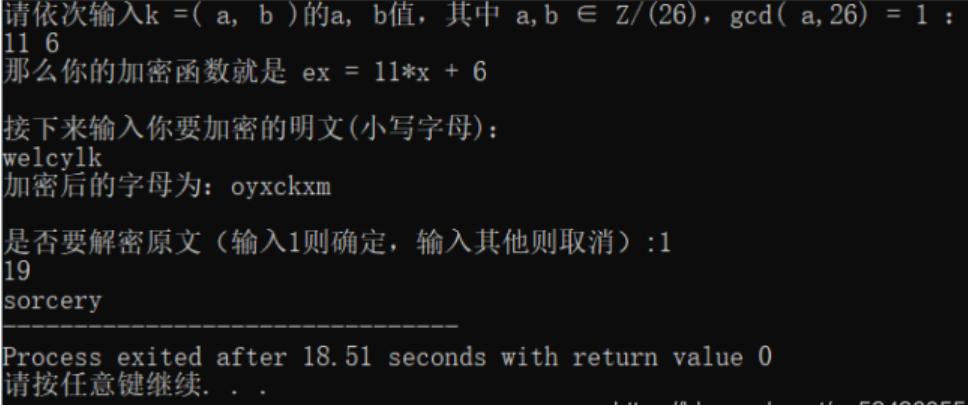 请依次输入k =( a, b )的a, b值，其中 a,b ∈ Z/(26)，gcd( a,26) = 1 :
11 6
那么你的加密函数就是 ex = 11*x + 6
接下来输入你要加密的明文(小写字母):
welcylk
加密后的字母为: oyxckxm
是否要解密原文（输入1则确定，输入其他则取消）:1
19
sorcery
--------------------------------
Process exited after 18.51 seconds with return value 0
请按任意键继续. . .